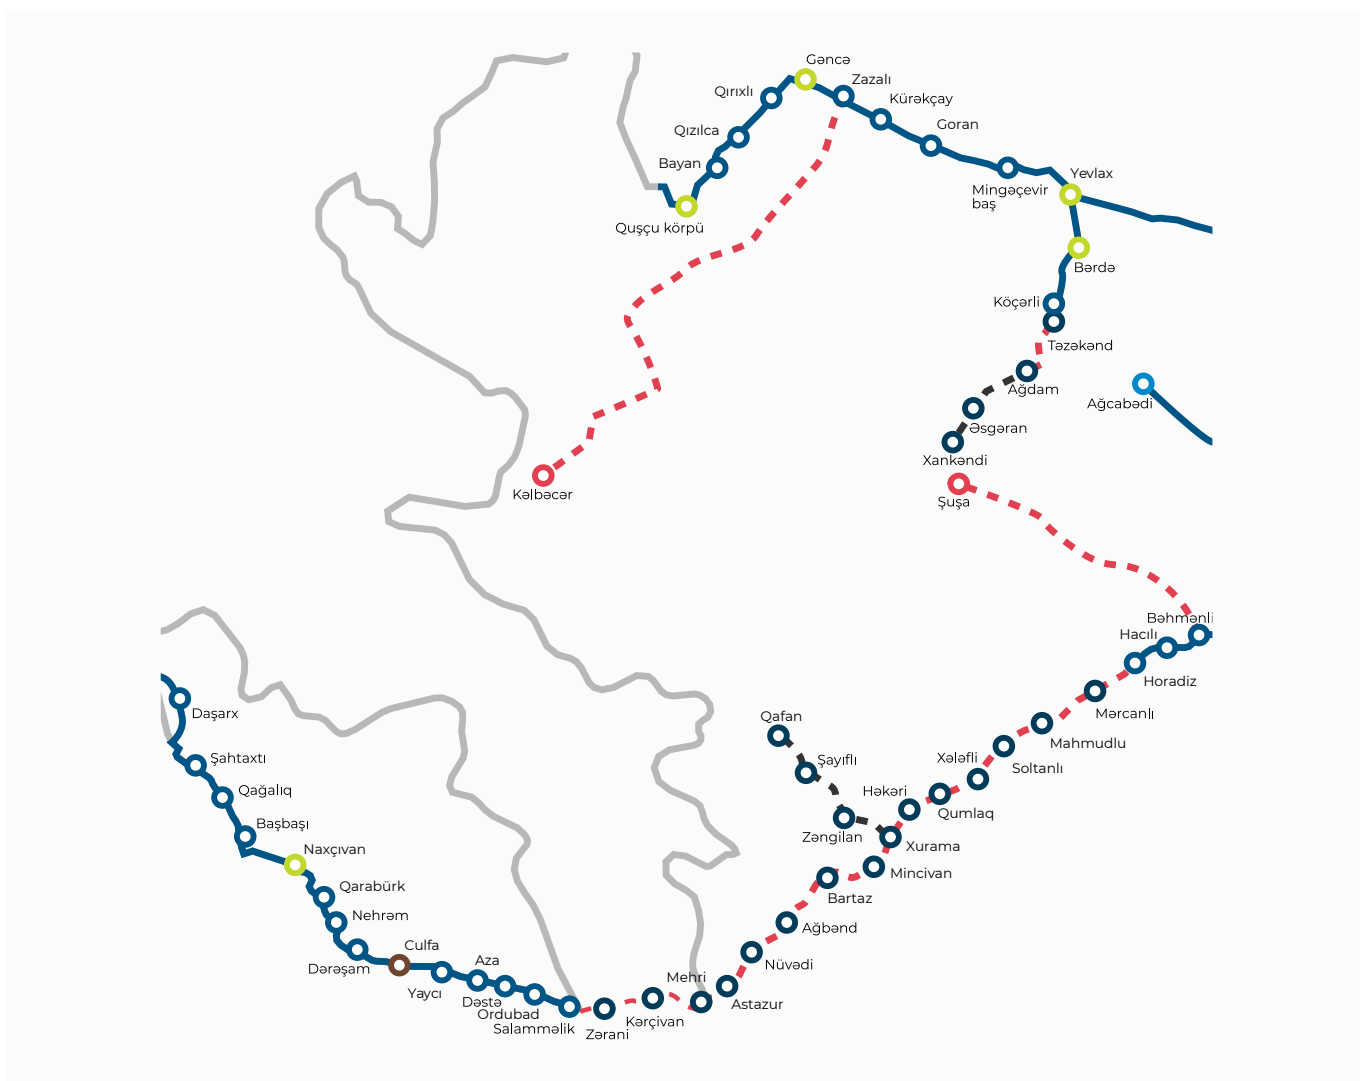 Gəncə
Zazalı
Qırıxlı
Kürəkçay
Goran
Qızılca
Bayan
Yevlax
Mingəçevir
baş
Quşçu körpü
Bərdə
Köçərli
Təzəkənd
Ağdam
Ağcabədi
Əsgəran
Xankəndi
Kəlbəcər
Şuşa
Bəhmənli
Hacılı
Horadiz
Mərcanlı
Daşarx
Qafan
Mahmudlu
Şahtaxtı
Şayıflı
Xələfli
Soltanlı
Qağalıq
Həkəri
Qumlaq
Başbaşı
Zəngilan
Xurama
Naxçıvan
Mincivan
Qarabürk
Bartaz
Nehrəm
Ağbənd
Culfa
Aza
Dərəşam
Nüvədi
Mehri
Yaycı
Dəstə
Astazur
Ordubad
Kərçivan
Salamməlik
Zərani